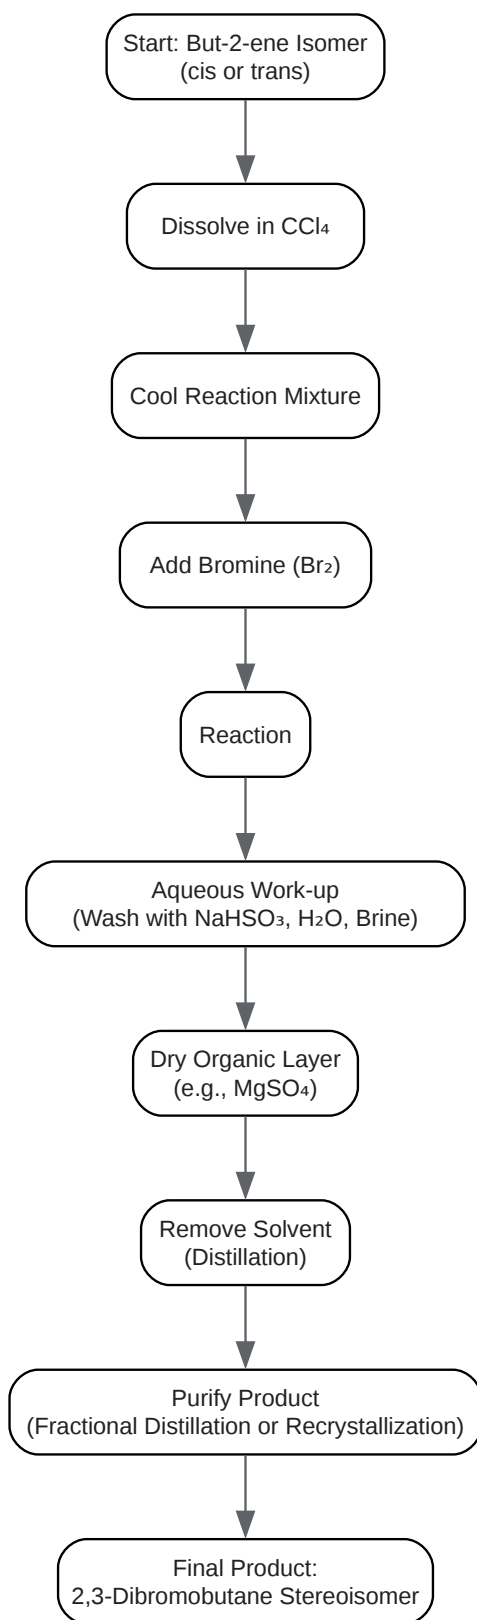 Start: But-2-ene Isomer
(cis or trans)
Dissolve in CCl₄
Cool Reaction Mixture
Add Bromine (Br₂)
Reaction
Aqueous Work-up
(Wash with NaHSO₃, H₂O, Brine)
Dry Organic Layer
(e.g., MgSO₄)
Remove Solvent
(Distillation)
Purify Product
(Fractional Distillation or Recrystallization)
Final Product:
2,3-Dibromobutane Stereoisomer